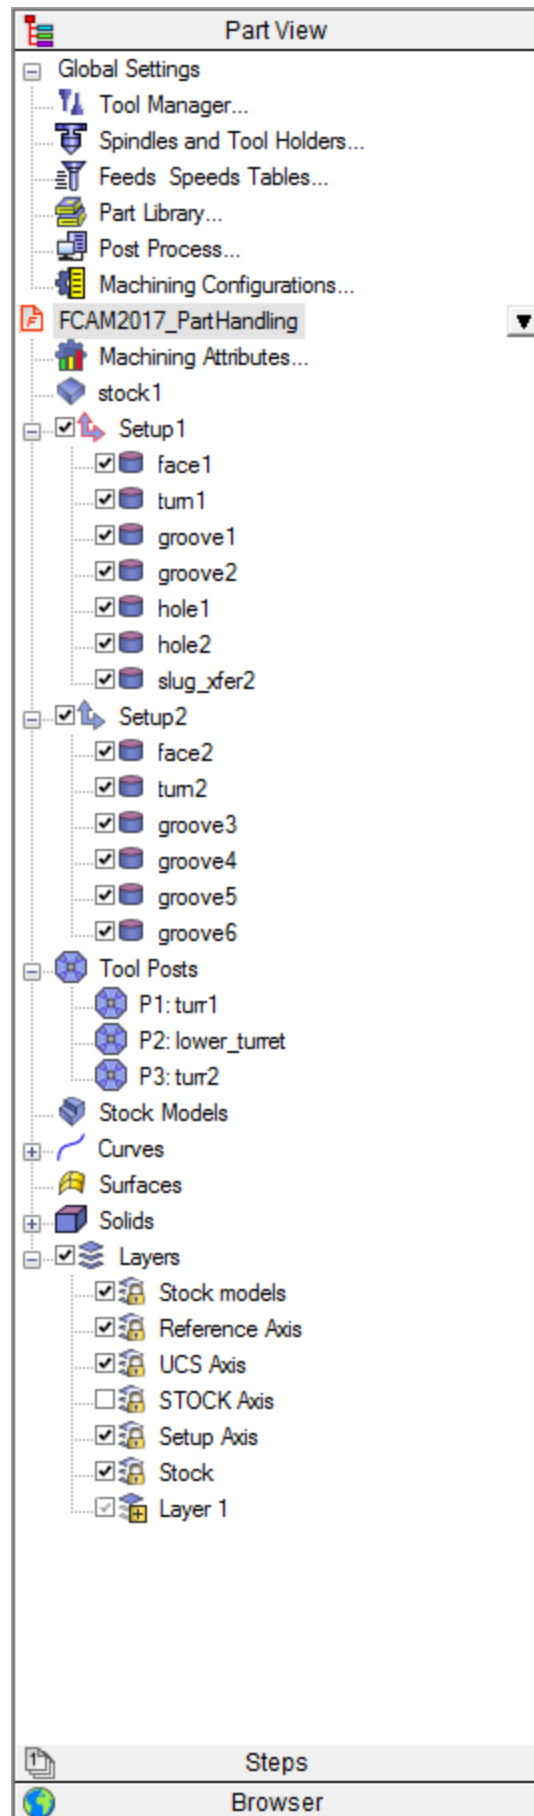 Part View
Global Settings
Tool Manager...
Spindles and Tool Holders...
Feeds Speeds Tables...
Part Library...
Post Process...
Machining Configurations...
FCAM2017_PartHandling
Machining Attributes...
stock1
Setup1
face1
turn1
groove1
groove2
hole1
hole2
slug_xfer2
Setup2
face2
turn2
groove3
groove4
groove5
groove6
Tool Posts
P1: turr1
P2: lower_turret
P3: turr2
Stock Models
Curves
Surfaces
Solids
Layers
Stock models
Reference Axis
UCS Axis
STOCK Axis
Setup Axis
Stock
Layer 1
Steps
Browser